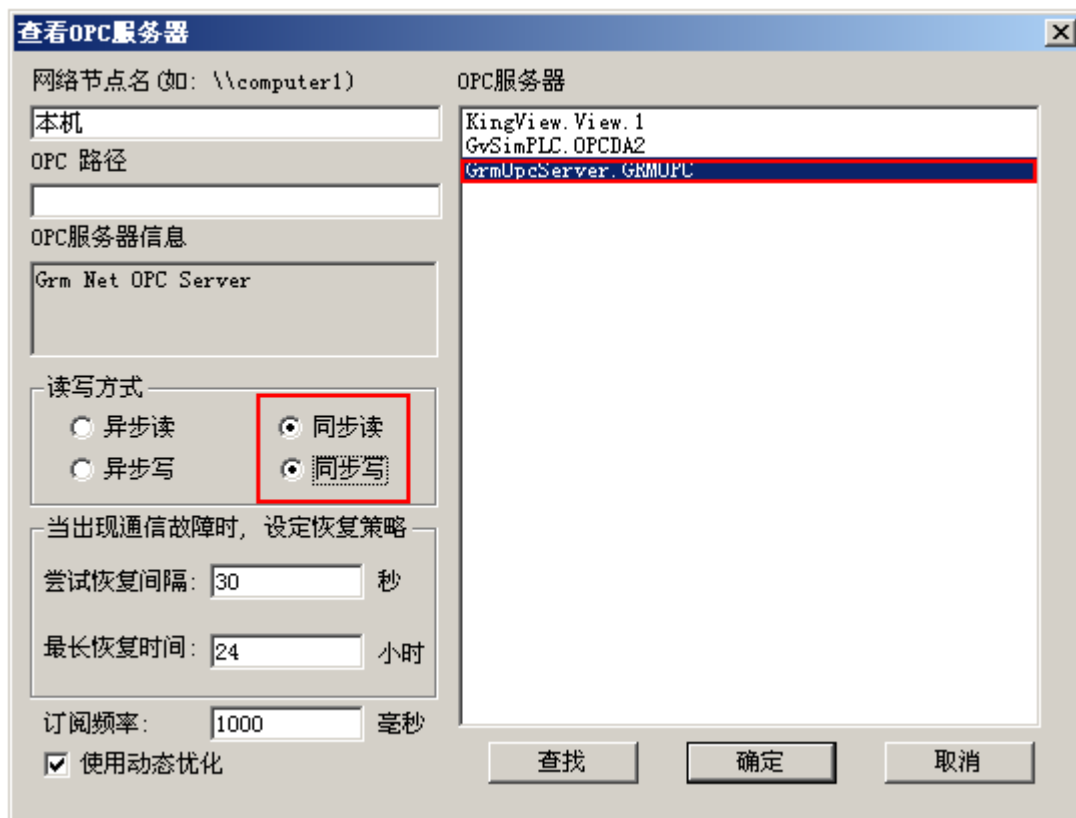 查看OPC服务器
网络节点名(如: \\computer1)
本机
OPC 路径
OPC服务器信息
Grm Net OPC Server
读写方式
异步读
同步读
异步写
同步写
当出现通信故障时, 设定恢复策略
尝试恢复间隔: 30 秒
最长恢复时间: 24 小时
订阅频率: 1000 毫秒
使用动态优化
OPC服务器
KingView.View.1
GvSimPLC.OPCDA2
GrmOpcServer.GRMOPC
查找
确定
取消